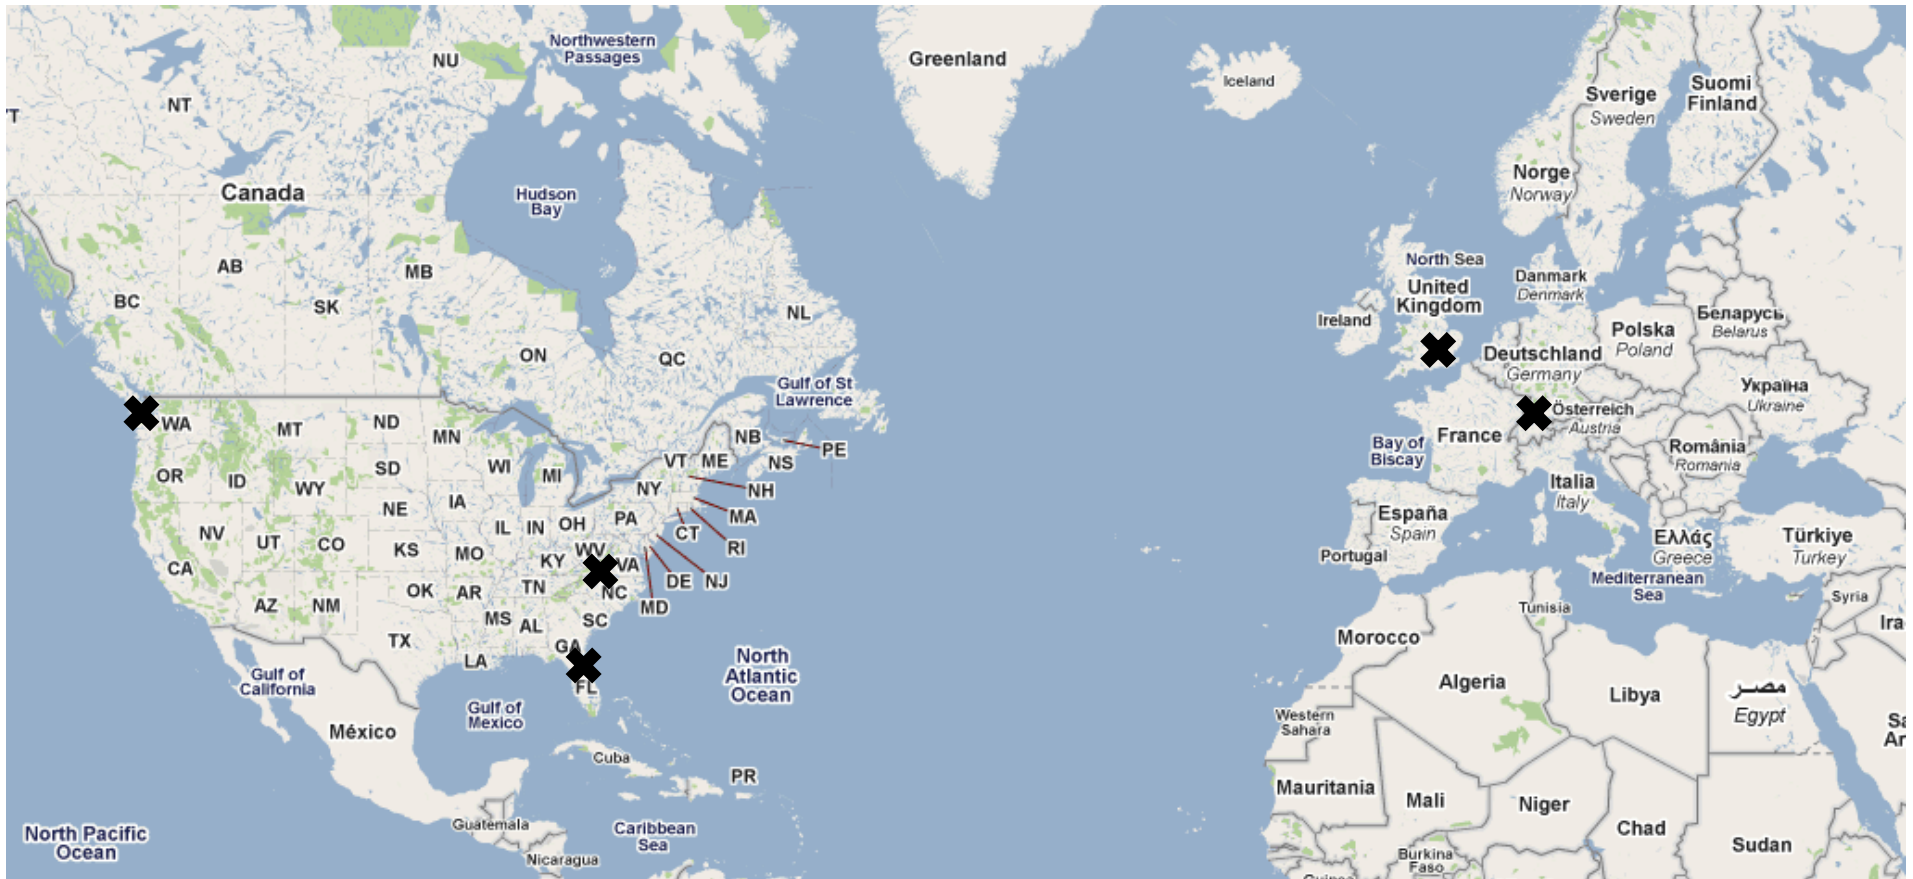 Greenland
Northwestern
Passages
NU
NT
Iceland
Sverige
Sweden
Suomi
Finland
Canada
Hudson
Bay
Norge
Norway
AB
MB
BC
SK
NL
ON
QC
North Sea
United
Kingdom
Danmark
Denmark
Ireland
Беларусь
Belarus
Polska
Poland
Deutschland
Germany
Gulf of St
Lawrence
Україна
Ukraine
Österreich
Austria
France
WA
MT
ND
MN
NB
PE
Bay of
Biscay
România
Romania
OR
ID
SD
WI
MI
VT
ME
NS
WY
NY
NH
Italia
Italy
NE
IA
MA
España
Spain
NV
UT
CO
IL
IN
OH
PA
CT
RI
Portugal
Ελλάς
Greece
Türkiye
Turkey
CA
KS
MO
KY
WV
VA
DE
NJ
MD
Mediterranean
Sea
AZ
NM
OK
AR
TN
NC
Tunisia
Syria
Ira
TX
MS
AL
SC
GA
LA
FL
Morocco
Gulf of
California
Gulf of
Mexico
North
Atlantic
Ocean
Algeria
Libya
مصر
Egypt
Western
Sahara
Sa
Ar
México
Cuba
PR
Mauritania
Mali
Niger
Chad
Sudan
North Pacific
Ocean
Guatemala
Nicaragua
Caribbean
Sea
Burkina
Faso